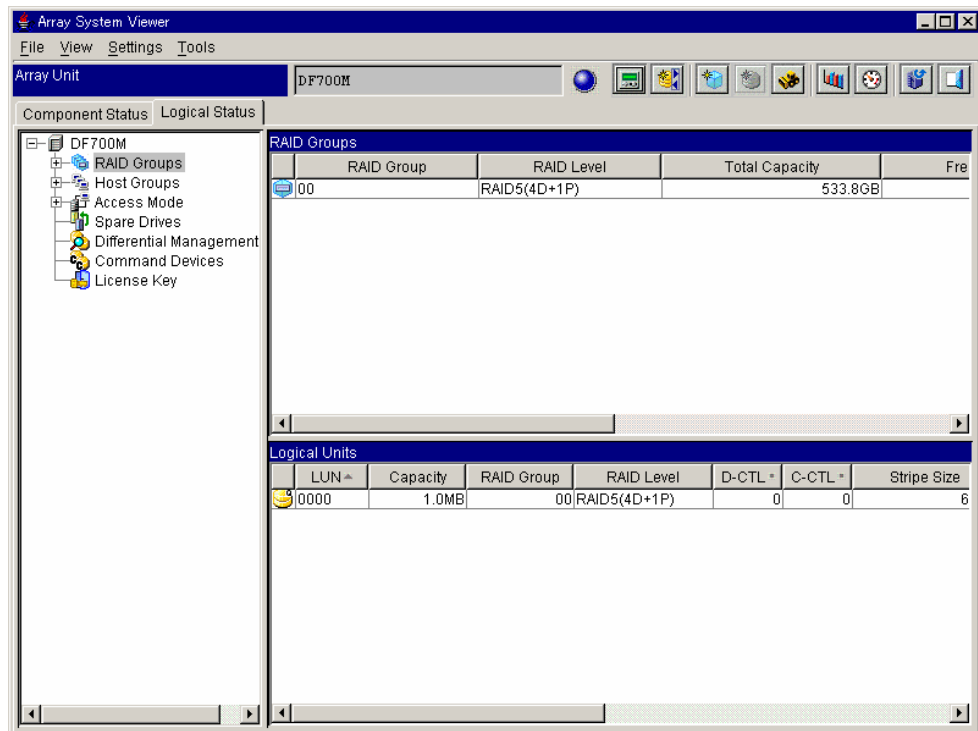 Array System Viewer
File View Settings Tools
Array Unit DF700M
Component Status Logical Status
DF700M
RAID Groups
Host Groups
Access Mode
Spare Drives
Differential Management
Command Devices
License Key
RAID Groups
RAID Group RAID Level Total Capacity Fre
00 RAID5(4D+1P) 533.8GB
Logical Units
LUN Capacity RAID Group RAID Level D-CTL * C-CTL * Stripe Size
0000 1.0MB 00 RAID5(4D+1P) 0 0 6